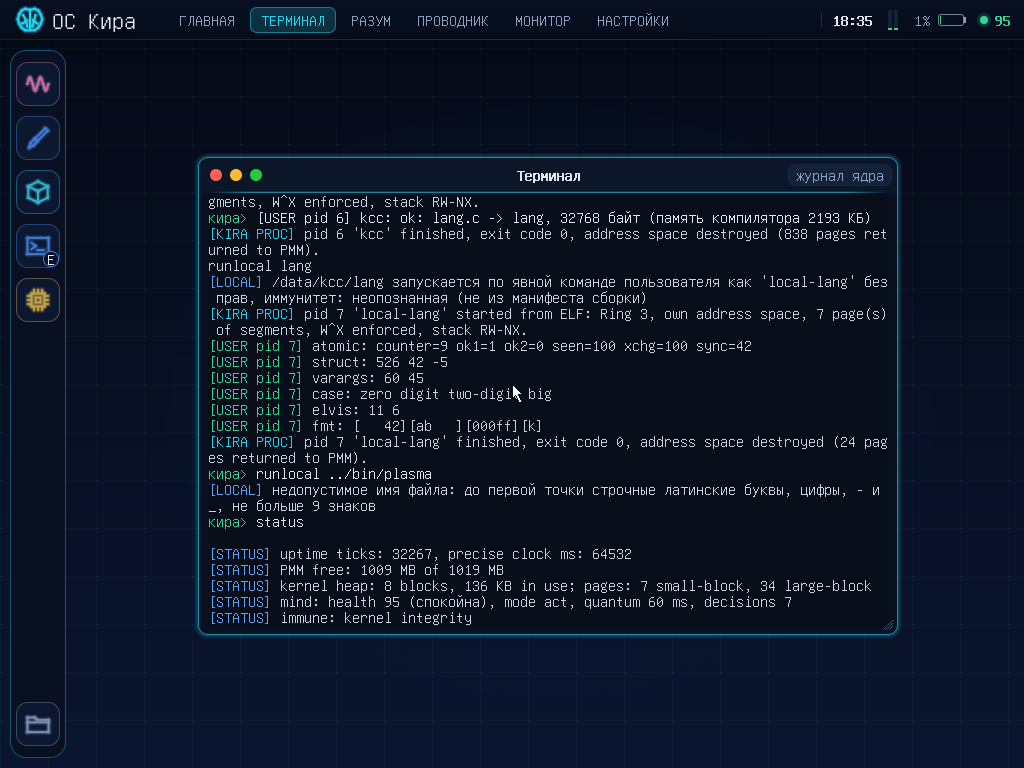 ОС Кира
ГЛАВНАЯ ТЕРМИНАЛ РАЗУМ ПРОВОДНИК МОНИТОР НАСТРОЙКИ
18:35 1% 95
E
Терминал
журнал ядра
gments, W^X enforced, stack RW-NX.
кира> [USER pid 6] kcc: ok: lang.c -> lang, 32768 байт (память компилятора 2193 КБ)
[KIRA PROC] pid 6 'kcc' finished, exit code 0, address space destroyed (838 pages ret
urned to PMM).
runlocal lang
[LOCAL] /data/kcc/lang запускается по явной команде пользователя как 'local-lang' без
прав, иммунитет: неопознанная (не из манифеста сборки)
[KIRA PROC] pid 7 'local-lang' started from ELF: Ring 3, own address space, 7 page(s)
of segments, W^X enforced, stack RW-NX.
[USER pid 7] atomic: counter=9 ok1=1 ok2=0 seen=100 xchg=100 sync=42
[USER pid 7] struct: 526 42 -5
[USER pid 7] varargs: 60 45
[USER pid 7] case: zero digit two-digit big
[USER pid 7] elvis: 11 6
[USER pid 7] fmt: [   42][ab   ][000ff][k]
[KIRA PROC] pid 7 'local-lang' finished, exit code 0, address space destroyed (24 pag
es returned to PMM).
кира> runlocal ../bin/plasma
[LOCAL] недопустимое имя файла: до первой точки строчные латинские буквы, цифры, - и
_, не больше 9 знаков
кира> status
[STATUS] uptime ticks: 32267, precise clock ms: 64532
[STATUS] PMM free: 1009 MB of 1019 MB
[STATUS] kernel heap: 8 blocks, 136 KB in use; pages: 7 small-block, 34 large-block
[STATUS] mind: health 95 (спокойна), mode act, quantum 60 ms, decisions 7
[STATUS] immune: kernel integrity